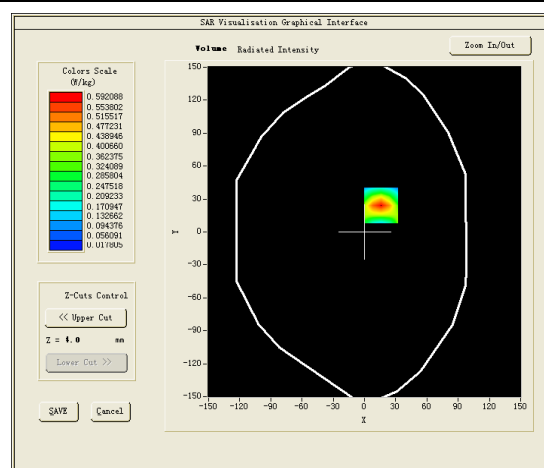 SAR Visualisation Graphical Interface
Volume Radiated Intensity
Zoom In/Out
Colors Scale
(W/kg)
0.592088
0.553802
0.515517
0.477231
0.438946
0.400660
0.362375
0.324089
0.285804
0.247518
0.209233
0.170947
0.132662
0.094376
0.056091
0.017805
Z-Cuts Control
<< Upper Cut
Z = 4.0 mm
Lower Cut >>
SAVE Cancel
150
120
90
60
30
0
-30
-60
-90
-120
-150
Y
-150 -120 -90 -60 -30 0 30 60 90 120 150
X